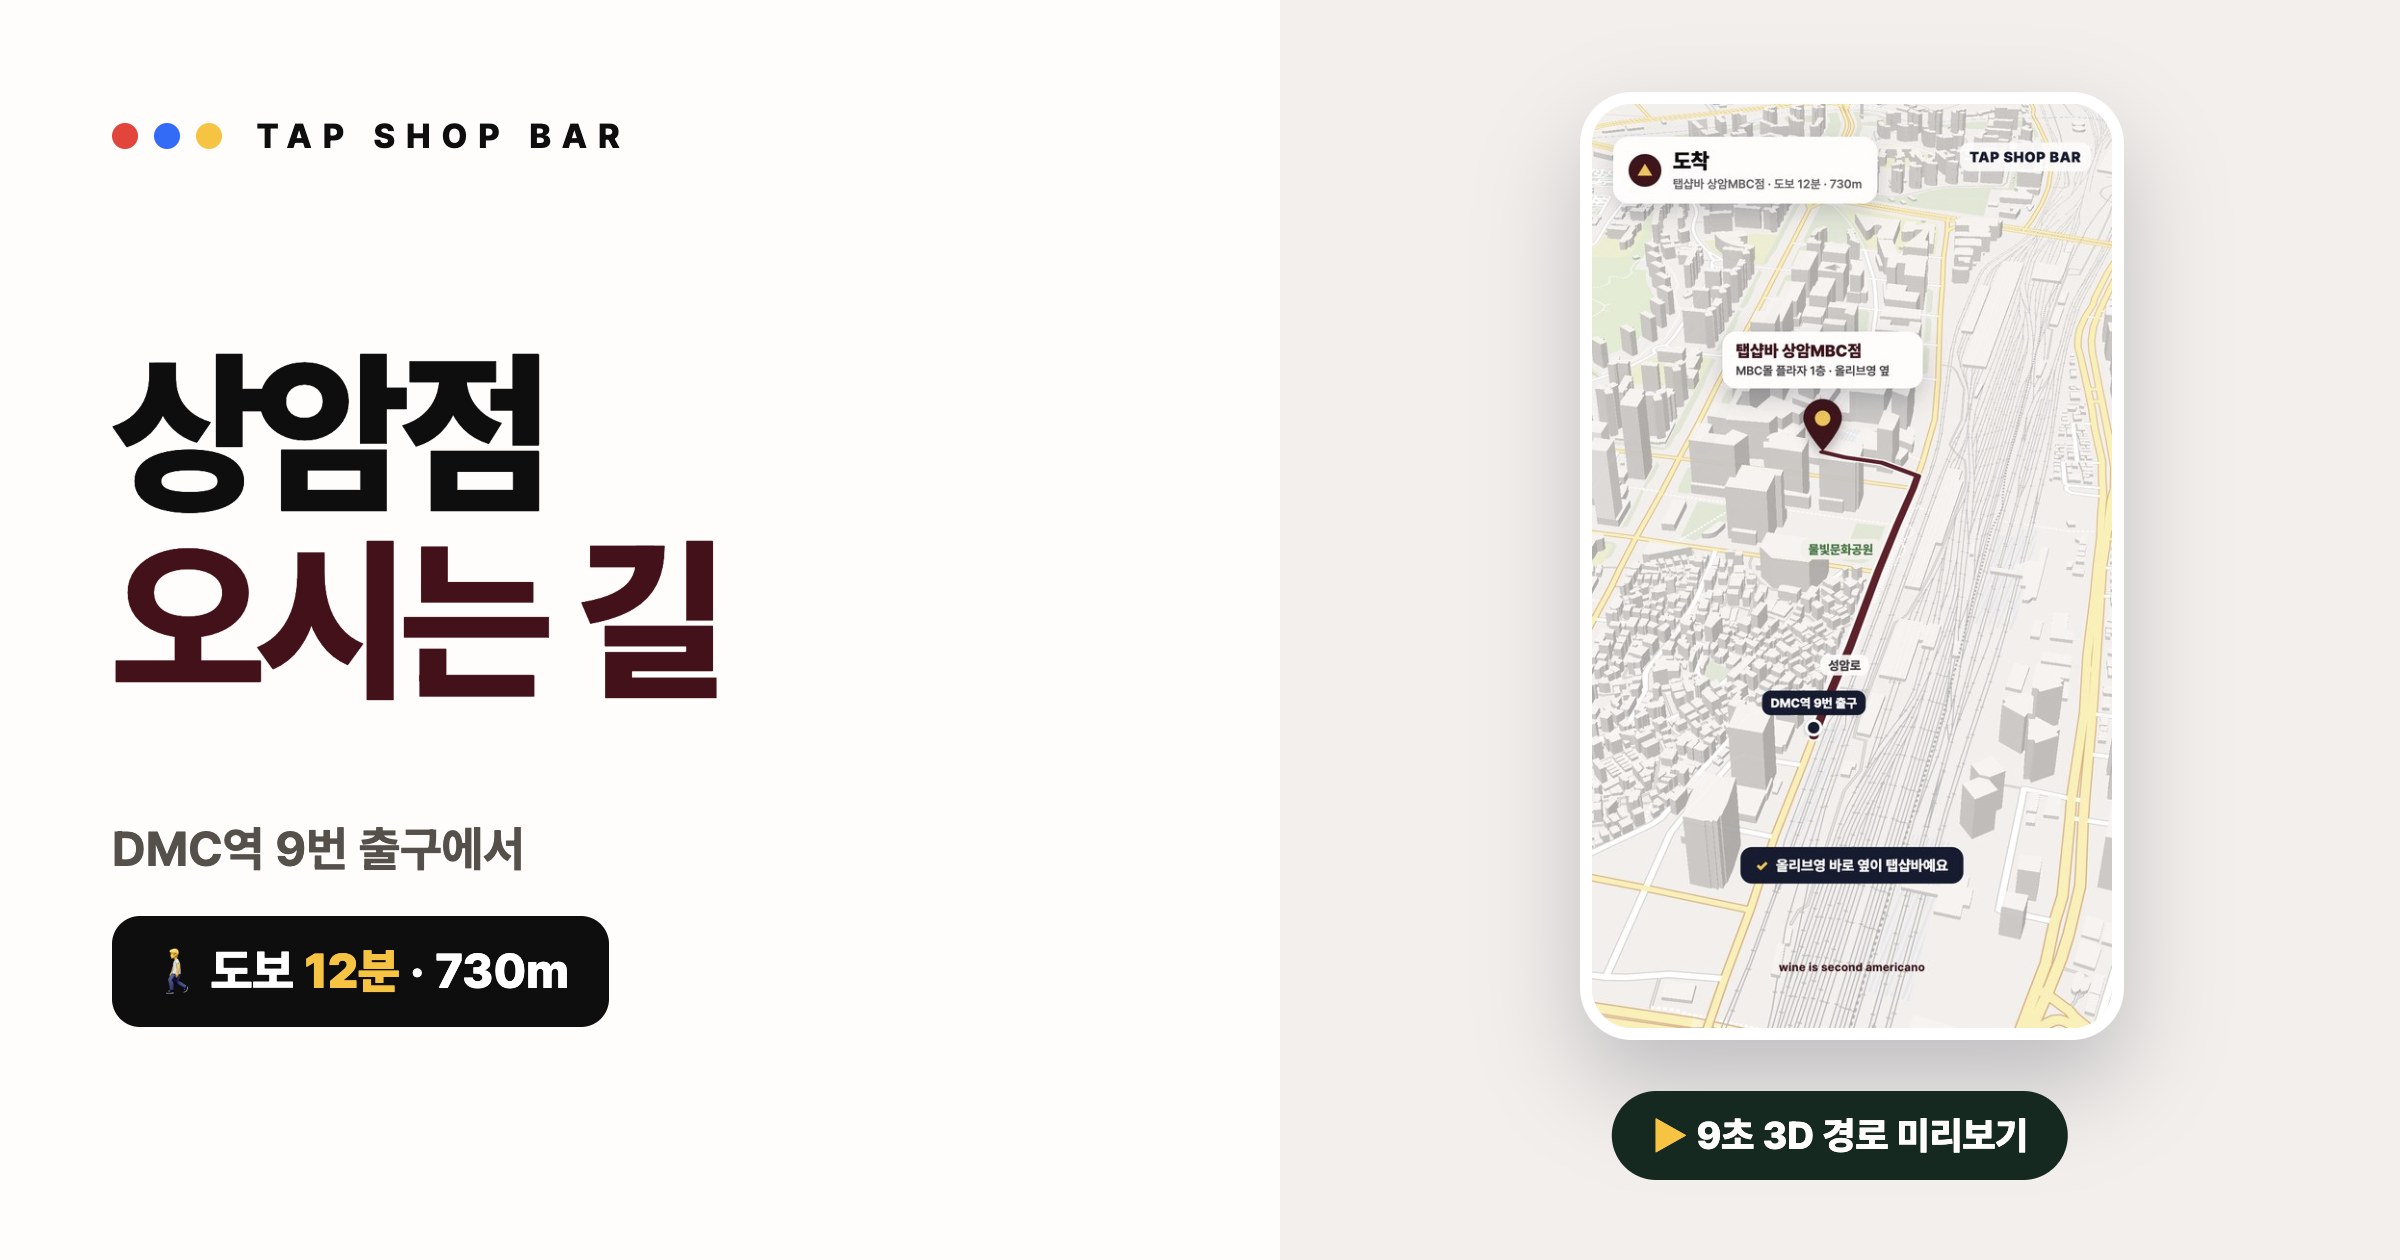 TAP SHOP BAR
상암점
오시는 길
DMC역 9번 출구에서
도보 12분 · 730m
도착
탭샵바 상암MBC점 · 도보 12분 · 730m
TAP SHOP BAR
탭샵바 상암MBC점
MBC몰 플라자 1층 · 올리브영 옆
물빛문화공원
성암로
DMC역 9번 출구
올리브영 바로 옆이 탭샵바예요
wine is second americano
9초 3D 경로 미리보기